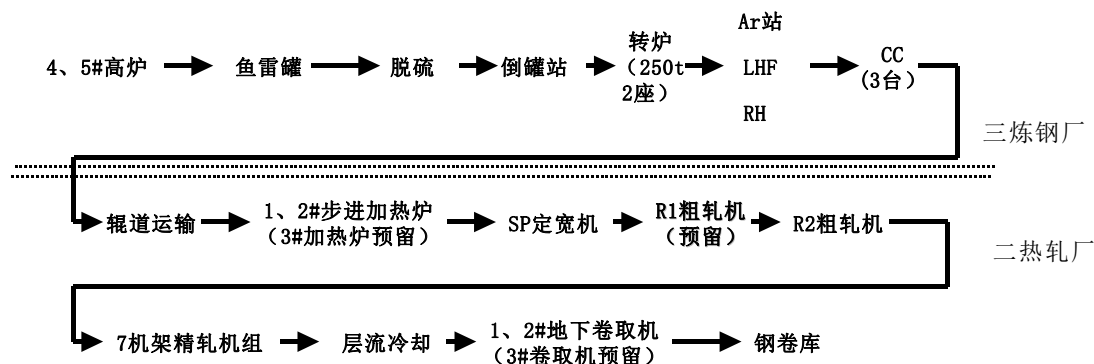 4、5#高炉 鱼雷罐 脱硫 倒罐站 转炉
（250t
2座） Ar站
LHF
RH CC
(3台）
三炼钢厂
辊道运输 1、2#步进加热炉
（3#加热炉预留） SP定宽机 R1粗轧机
（预留） R2粗轧机
二热轧厂
7机架精轧机组 层流冷却 1、2#地下卷取机
（3#卷取机预留） 钢卷库